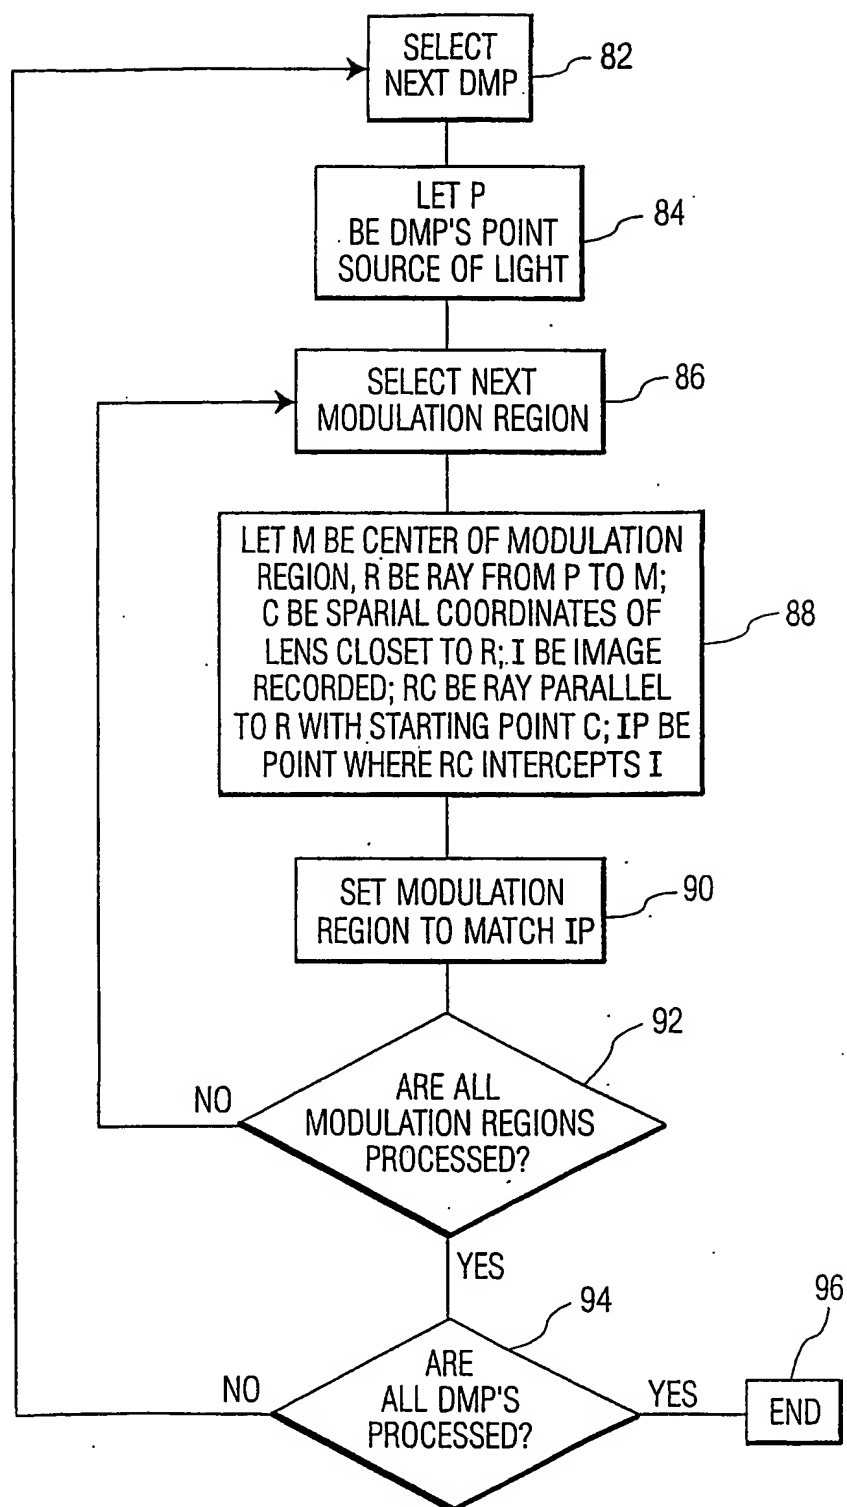 SELECT
NEXT DMP
82
LET P
BE DMP'S POINT
SOURCE OF LIGHT
84
SELECT NEXT
MODULATION REGION
86
LET M BE CENTER OF MODULATION
REGION, R BE RAY FROM P TO M;
C BE SPARIAL COORDINATES OF
LENS CLOSET TO R; I BE IMAGE
RECORDED; RC BE RAY PARALLEL
TO R WITH STARTING POINT C; IP BE
POINT WHERE RC INTERCEPTS I
88
SET MODULATION
REGION TO MATCH IP
90
92
NO
ARE ALL
MODULATION REGIONS
PROCESSED?
YES
94
96
NO
ARE
ALL DMP'S
PROCESSED?
YES
END